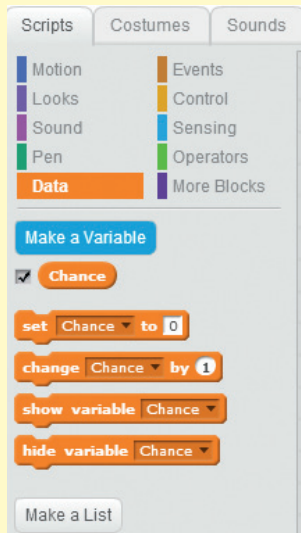 Scripts Costumes Sounds
Motion Events
Looks Control
Sound Sensing
Pen Operators
Data More Blocks
Make a Variable
Chance
set Chance to 0
change Chance by 1
show variable Chance
hide variable Chance
Make a List